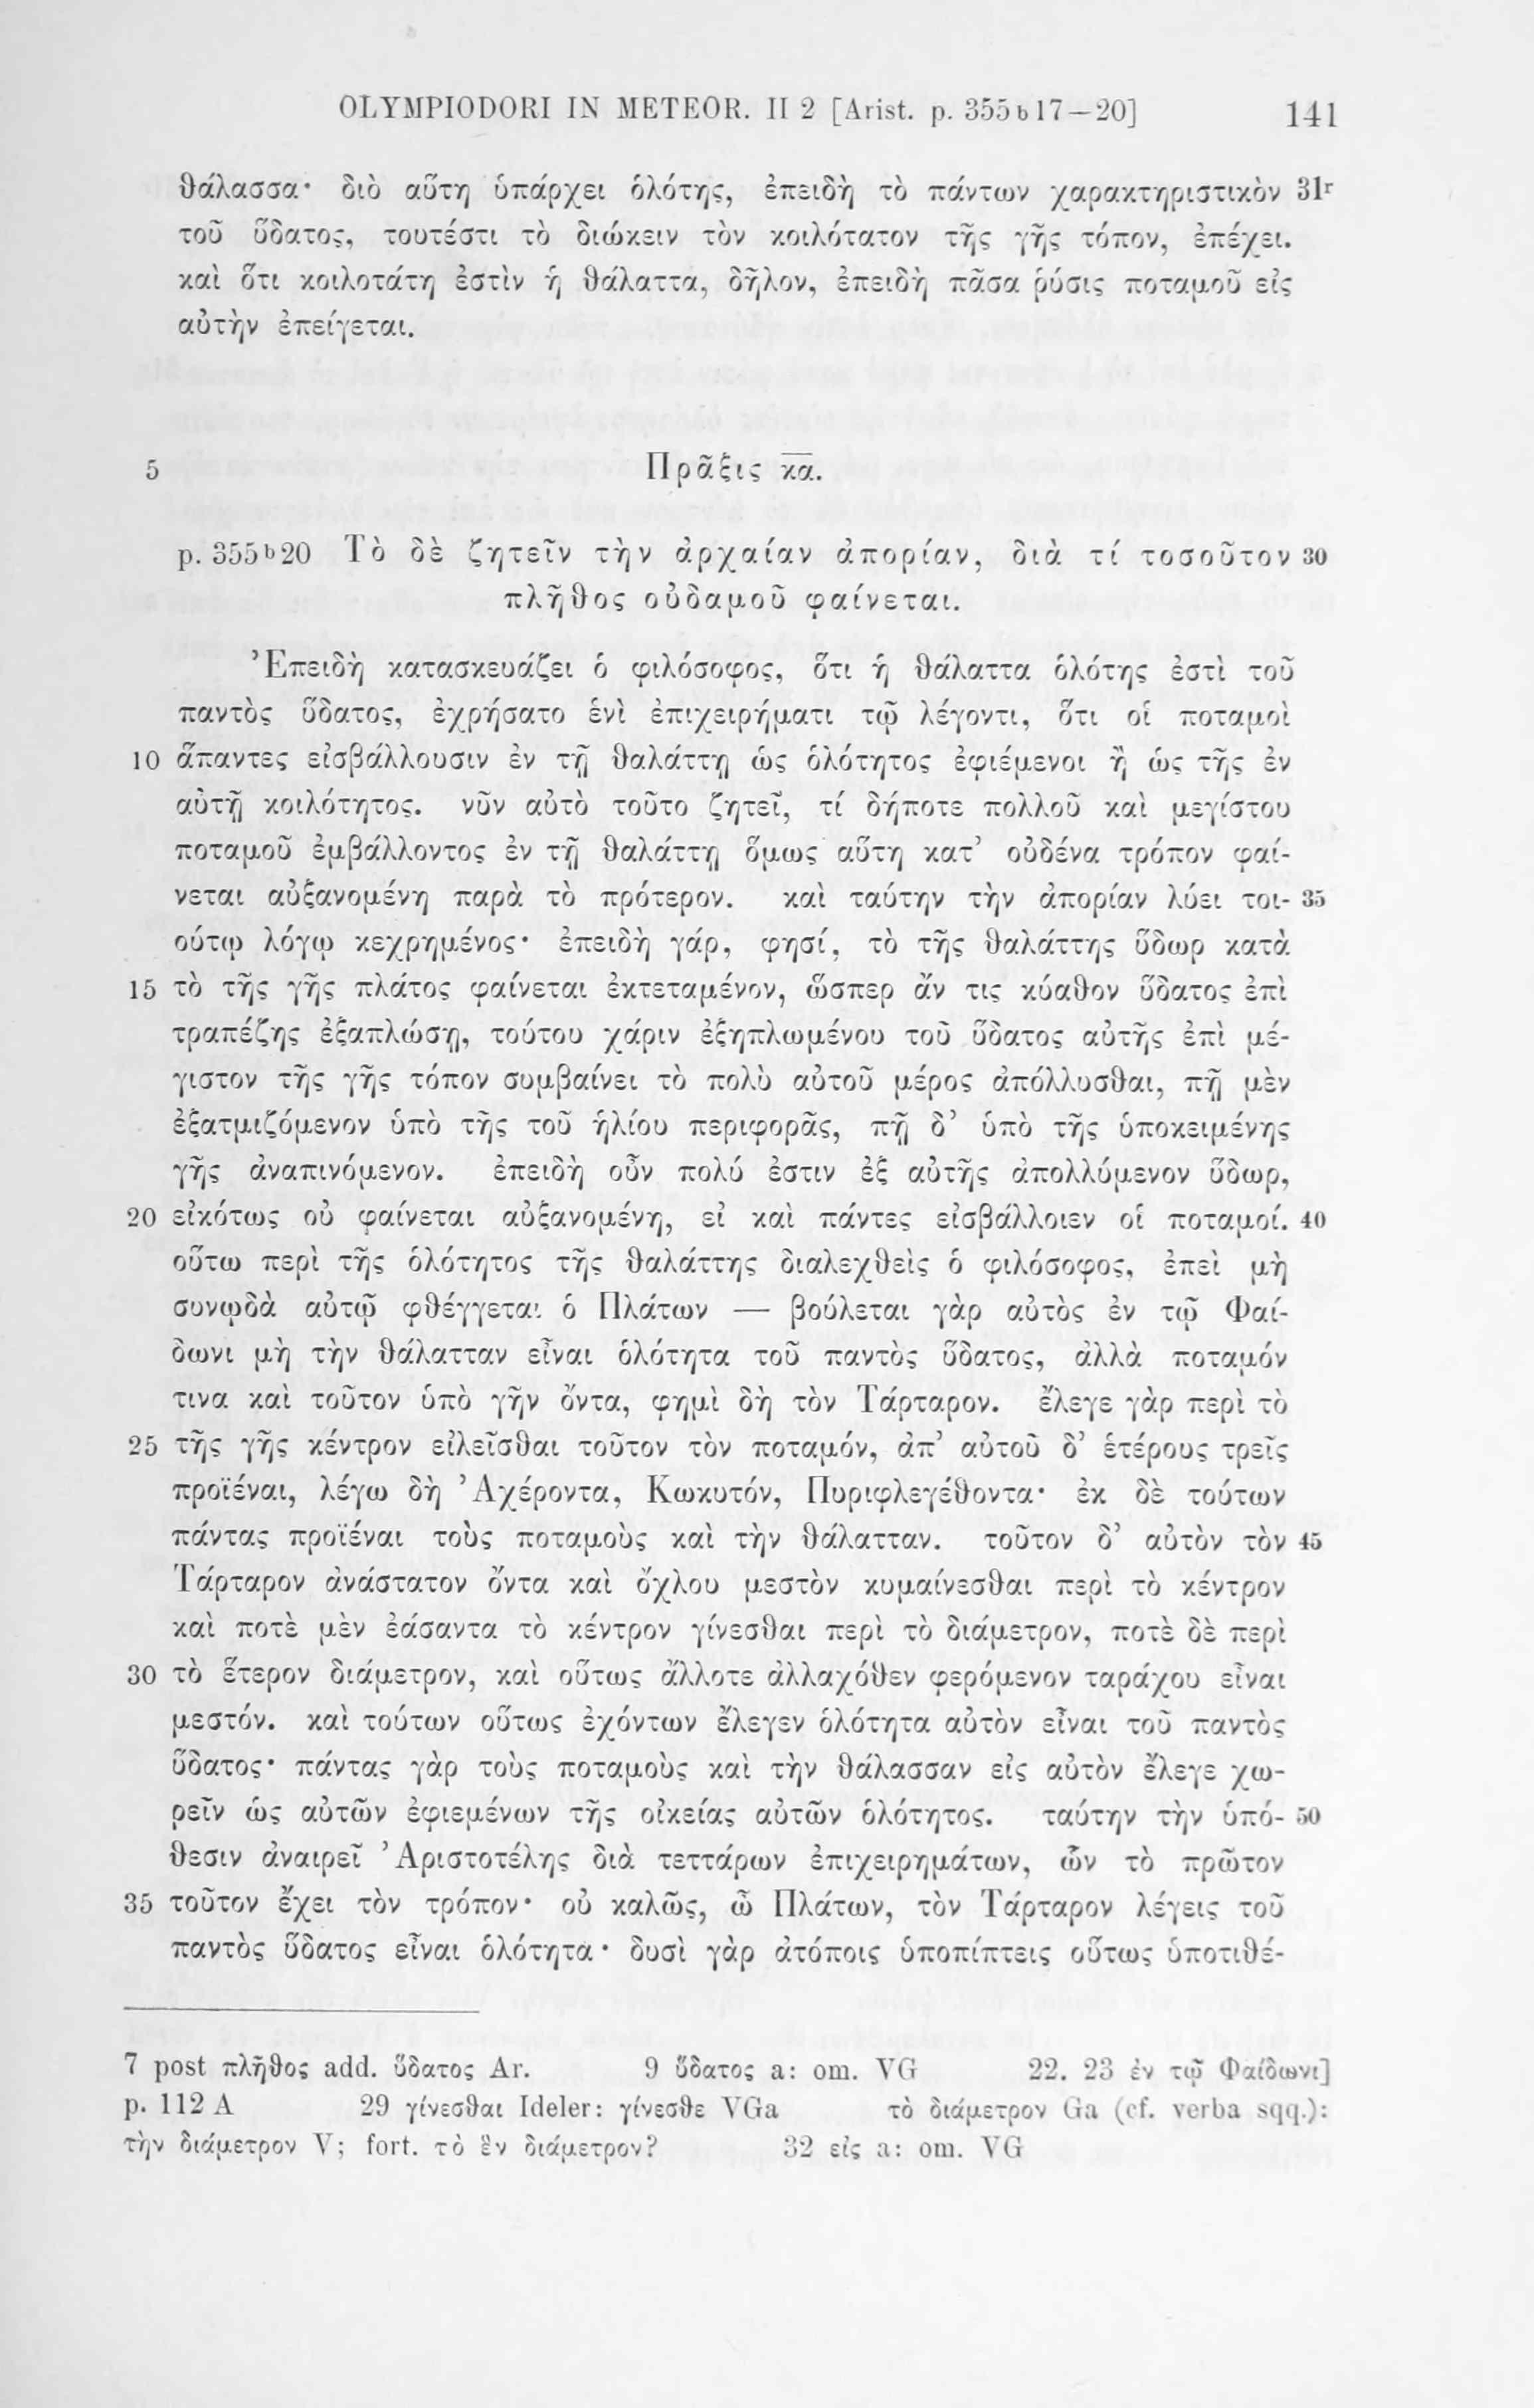 OLYMPIODORI IN METEOR. II 2 [Arist. p. 355b17—20] 141
θάλασσα· διὸ αὕτη ὑπάρχει ὁλότης, ἐπειδὴ τὸ πάντων χαρακτηριστικὸν 31r
τοῦ ὕδατος, τουτέστι τὸ διώκειν τὸν κοιλότατον τῆς γῆς τόπον, ἐπέχει.
καὶ ὅτι κοιλοτάτη ἐστὶν ἡ θάλαττα, δῆλον, ἐπειδὴ πᾶσα ῥύσις ποταμοῦ εἰς
αὐτὴν ἐπείγεται.
5 Πρᾶξις κ̅α̅.
p. 355b20 Τὸ δὲ ζητεῖν τὴν ἀρχαίαν ἀπορίαν, διὰ τί τοσοῦτον 30
πλῆθος οὐδαμοῦ φαίνεται.
Ἐπειδὴ κατασκευάζει ὁ φιλόσοφος, ὅτι ἡ θάλαττα ὁλότης ἐστὶ τοῦ
παντὸς ὕδατος, ἐχρήσατο ἑνὶ ἐπιχειρήματι τῷ λέγοντι, ὅτι οἱ ποταμοὶ
10 ἅπαντες εἰσβάλλουσιν ἐν τῇ θαλάττῃ ὡς ὁλότητος ἐφιέμενοι ἢ ὡς τῆς ἐν
αὐτῇ κοιλότητος. νῦν αὐτὸ τοῦτο ζητεῖ, τί δήποτε πολλοῦ καὶ μεγίστου
ποταμοῦ ἐμβάλλοντος ἐν τῇ θαλάττῃ ὅμως αὕτη κατ’ οὐδένα τρόπον φαί-
νεται αὐξανομένη παρὰ τὸ πρότερον. καὶ ταύτην τὴν ἀπορίαν λύει τοι- 35
ούτῳ λόγῳ κεχρημένος· ἐπειδὴ γάρ, φησί, τὸ τῆς θαλάττης ὕδωρ κατὰ
15 τὸ τῆς γῆς πλάτος φαίνεται ἐκτεταμένον, ὥσπερ ἄν τις κύαθον ὕδατος ἐπὶ
τραπέζης ἐξαπλώσῃ, τούτου χάριν ἐξηπλωμένου τοῦ ὕδατος αὐτῆς ἐπὶ μέ-
γιστον τῆς γῆς τόπον συμβαίνει τὸ πολὺ αὐτοῦ μέρος ἀπόλλυσθαι, πῇ μὲν
ἐξατμιζόμενον ὑπὸ τῆς τοῦ ἡλίου περιφορᾶς, πῇ δ’ ὑπὸ τῆς ὑποκειμένης
γῆς ἀναπινόμενον. ἐπειδὴ οὖν πολύ ἐστιν ἐξ αὐτῆς ἀπολλύμενον ὕδωρ,
20 εἰκότως οὐ φαίνεται αὐξανομένη, εἰ καὶ πάντες εἰσβάλλοιεν οἱ ποταμοί. 40
οὕτω περὶ τῆς ὁλότητος τῆς θαλάττης διαλεχθεὶς ὁ φιλόσοφος, ἐπεὶ μὴ
συνῳδὰ αὐτῷ φθέγγεται ὁ Πλάτων — βούλεται γὰρ αὐτὸς ἐν τῷ Φαί-
δωνι μὴ τὴν θάλατταν εἶναι ὁλότητα τοῦ παντὸς ὕδατος, ἀλλὰ ποταμόν
τινα καὶ τοῦτον ὑπὸ γῆν ὄντα, φημὶ δὴ τὸν Τάρταρον. ἔλεγε γὰρ περὶ τὸ
25 τῆς γῆς κέντρον εἱλεῖσθαι τοῦτον τὸν ποταμόν, ἀπ’ αὐτοῦ δ’ ἑτέρους τρεῖς
προϊέναι, λέγω δὴ Ἀχέροντα, Κωκυτόν, Πυριφλεγέθοντα· ἐκ δὲ τούτων
πάντας προϊέναι τοὺς ποταμοὺς καὶ τὴν θάλατταν. τοῦτον δ’ αὐτὸν τὸν 45
Τάρταρον ἀνάστατον ὄντα καὶ ὄχλου μεστὸν κυμαίνεσθαι περὶ τὸ κέντρον
καὶ ποτὲ μὲν ἐάσαντα τὸ κέντρον γίνεσθαι περὶ τὸ διάμετρον, ποτὲ δὲ περὶ
30 τὸ ἕτερον διάμετρον, καὶ οὕτως ἄλλοτε ἀλλαχόθεν φερόμενον ταράχου εἶναι
μεστόν. καὶ τούτων οὕτως ἐχόντων ἔλεγεν ὁλότητα αὐτὸν εἶναι τοῦ παντὸς
ὕδατος· πάντας γὰρ τοὺς ποταμοὺς καὶ τὴν θάλασσαν εἰς αὐτὸν ἔλεγε χω-
ρεῖν ὡς αὐτῶν ἐφιεμένων τῆς οἰκείας αὐτῶν ὁλότητος. ταύτην τὴν ὑπό- 50
θεσιν ἀναιρεῖ Ἀριστοτέλης διὰ τεττάρων ἐπιχειρημάτων, ὧν τὸ πρῶτον
35 τοῦτον ἔχει τὸν τρόπον· οὐ καλῶς, ὦ Πλάτων, τὸν Τάρταρον λέγεις τοῦ
παντὸς ὕδατος εἶναι ὁλότητα· δυσὶ γὰρ ἀτόποις ὑποπίπτεις οὕτως ὑποτιθέ-
7 post πλῆθος add. ὕδατος Ar. 9 ὕδατος a: om. VG 22. 23 ἐν τῷ Φαίδωνι]
p. 112 A 29 γίνεσθαι Ideler: γίνεσθε VGa τὸ διάμετρον Ga (cf. verba sqq.):
τὴν διάμετρον V; fort. τὸ ἓν διάμετρον? 32 εἰς a: om. VG